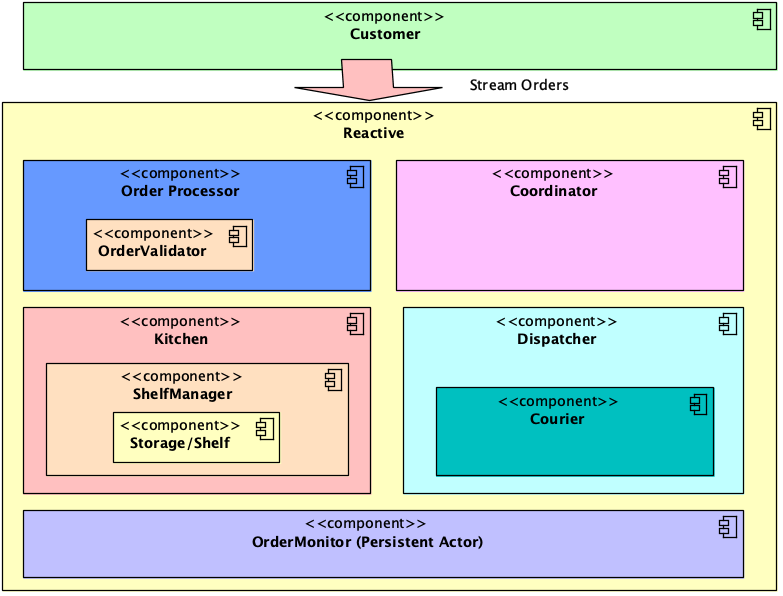 <<component>>
Customer
Stream Orders
<<component>>
Reactive
<<component>>
Order Processor
<<component>>
OrderValidator
<<component>>
Coordinator
<<component>>
Kitchen
<<component>>
ShelfManager
<<component>>
Storage/Shelf
<<component>>
Dispatcher
<<component>>
Courier
<<component>>
OrderMonitor (Persistent Actor)